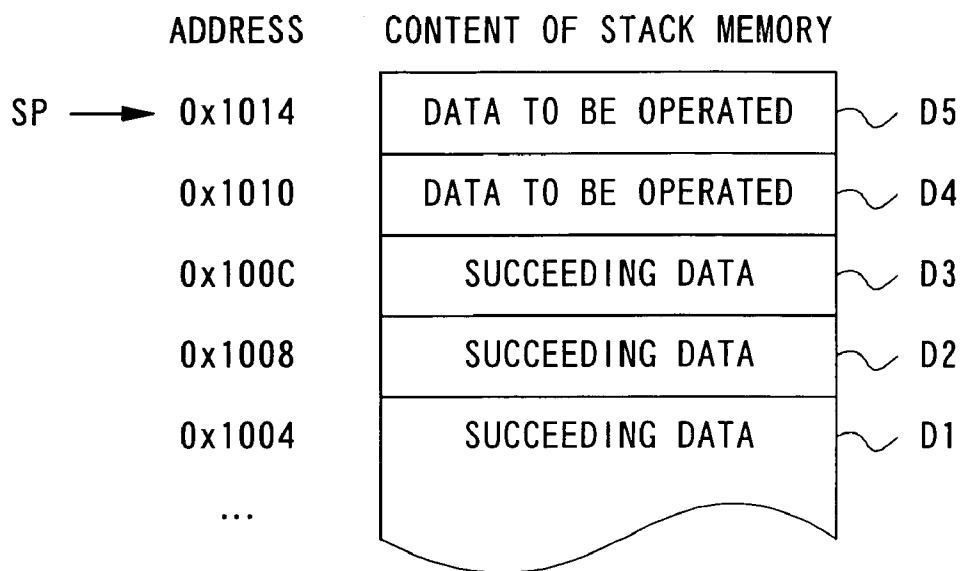 ADDRESS CONTENT OF STACK MEMORY
SP 0x1014 DATA TO BE OPERATED D5
0x1010 DATA TO BE OPERATED D4
0x100C SUCCEEDING DATA D3
0x1008 SUCCEEDING DATA D2
0x1004 SUCCEEDING DATA D1
...